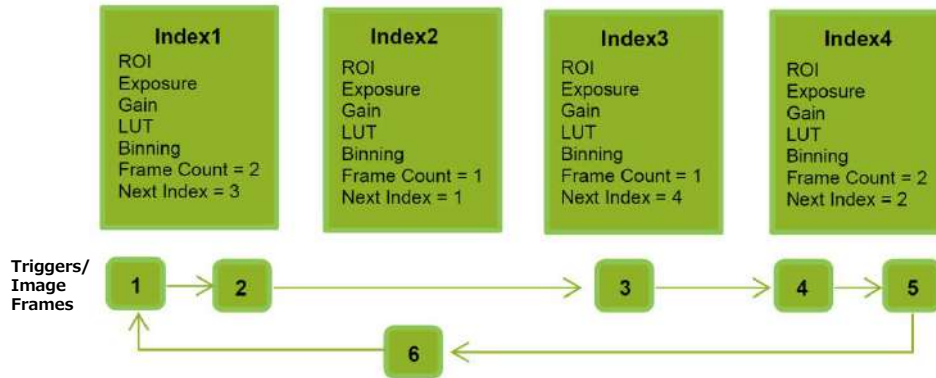 Index1
ROI
Exposure
Gain
LUT
Binning
Frame Count = 2
Next Index = 3
Index2
ROI
Exposure
Gain
LUT
Binning
Frame Count = 1
Next Index = 1
Index3
ROI
Exposure
Gain
LUT
Binning
Frame Count = 1
Next Index = 4
Index4
ROI
Exposure
Gain
LUT
Binning
Frame Count = 2
Next Index = 2
Triggers/
Image
Frames
1
2
3
4
5
6